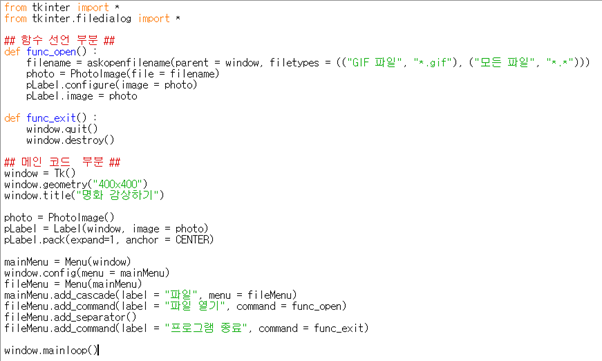 from tkinter import *
from tkinter.filedialog import *

## 함수 선언 부분 ##
def func_open() :
    filename = askopenfilename(parent = window, filetypes = (("GIF 파일", "*.gif"), ("모든 파일", "*.*")))
    photo = PhotoImage(file = filename)
    pLabel.configure(image = photo)
    pLabel.image = photo

def func_exit() :
    window.quit()
    window.destroy()

## 메인 코드  부분 ##
window = Tk()
window.geometry("400x400")
window.title("명화 감상하기")

photo = PhotoImage()
pLabel = Label(window, image = photo)
pLabel.pack(expand=1, anchor = CENTER)

mainMenu = Menu(window)
window.config(menu = mainMenu)
fileMenu = Menu(mainMenu)
mainMenu.add_cascade(label = "파일", menu = fileMenu)
fileMenu.add_command(label = "파일 열기", command = func_open)
fileMenu.add_separator()
fileMenu.add_command(label = "프로그램 종료", command = func_exit)

window.mainloop()